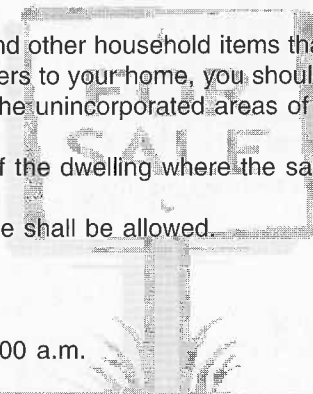 nd other household items tha
ers to your home, you shoul
he unincorporated areas of
FOR
SALE
f the dwelling where the sa
e shall be allowed.
00 a.m.